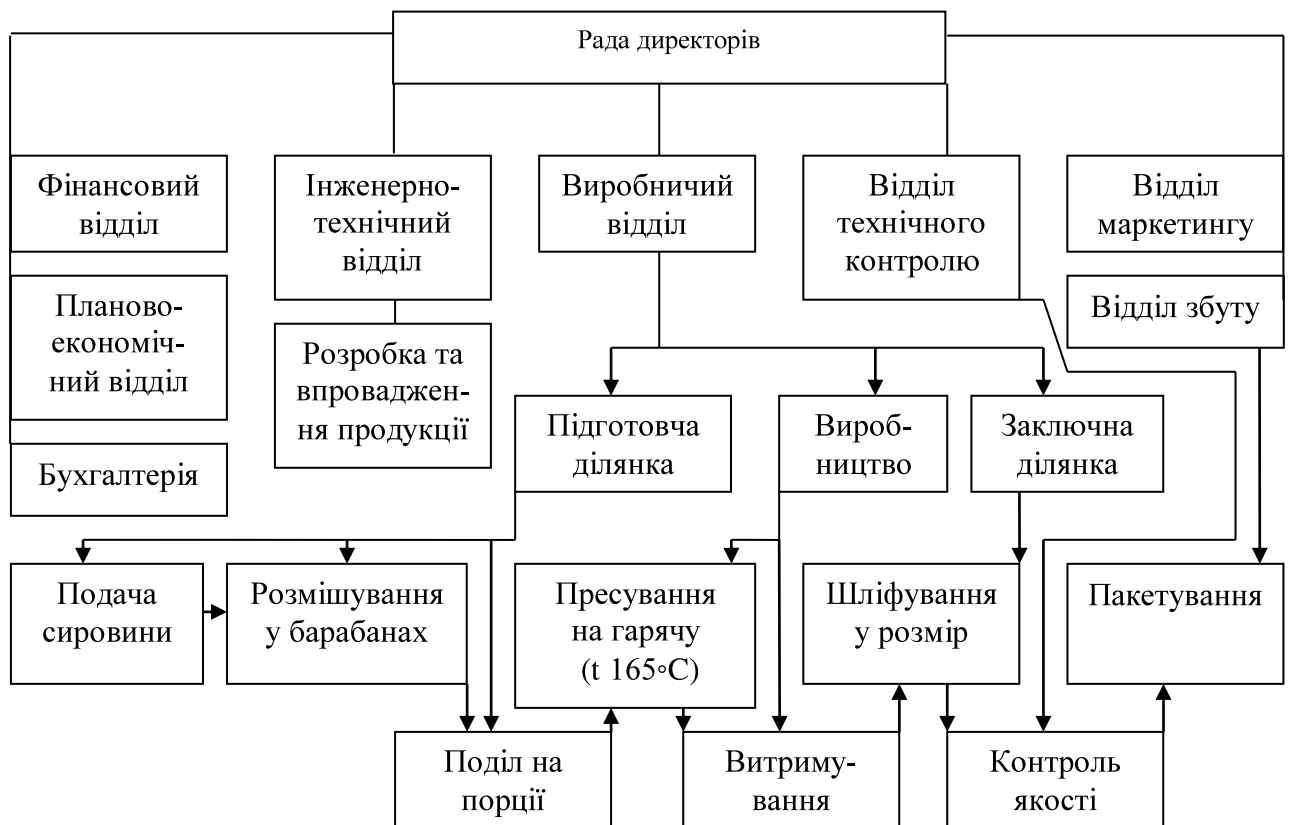 Рада директорів
Фінансовий
відділ
Інженерно-
технічний
відділ
Виробничий
відділ
Відділ
технічного
контролю
Відділ
маркетингу
Планово-
економіч-
ний відділ
Відділ збуту
Розробка та
впроваджен-
ня продукції
Підготовча
ділянка
Вироб-
ництво
Заключна
ділянка
Бухгалтерія
Подача
сировини
Розмішування
у барабанах
Пресування
на гарячу
(t 165°C)
Шліфування
у розмір
Пакетування
Поділ на
порції
Витриму-
вання
Контроль
якості